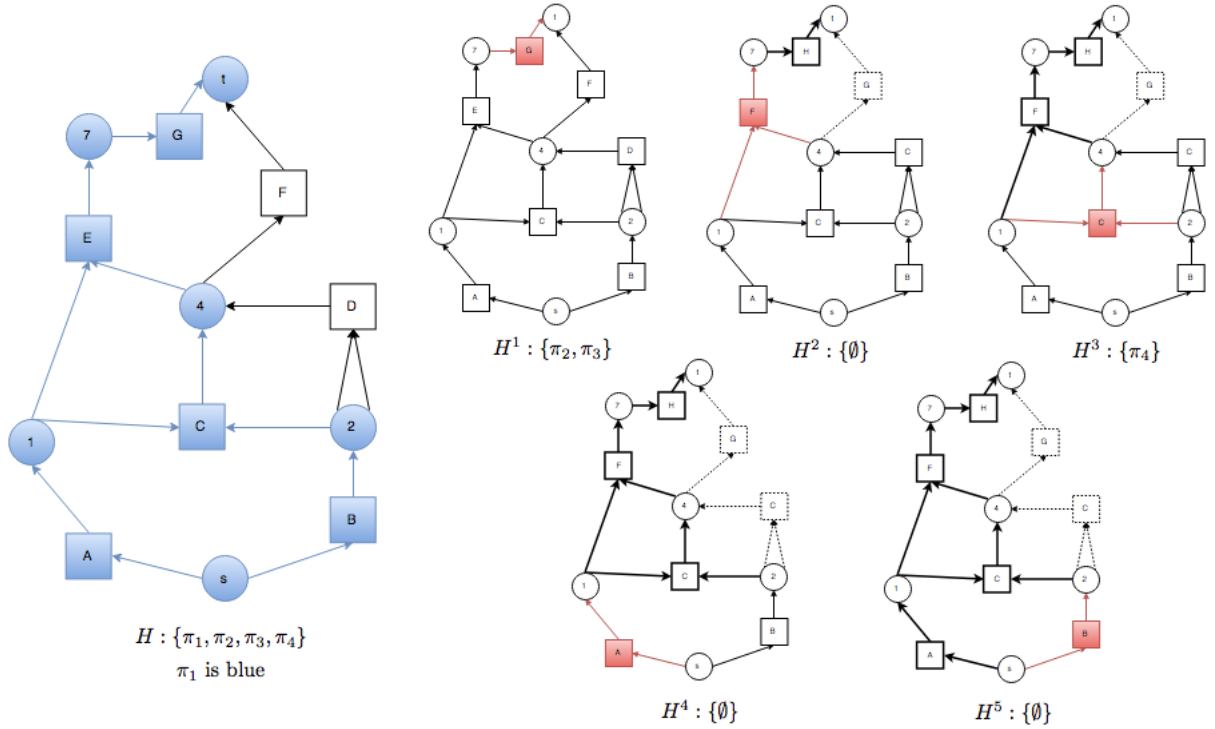 t
7
G
F
E
4
D
1
C
2
B
A
s
H : {π₁, π₂, π₃, π₄}
π₁ is blue
t
7
G
F
E
4
D
C
1
2
B
A
s
H¹ : {π₂, π₃}
t
7
H
G
F
4
C
C
1
2
B
A
s
H² : {∅}
t
7
H
G
F
4
C
C
1
2
B
A
s
H³ : {π₄}
t
7
H
G
F
4
C
C
1
2
B
A
s
H⁴ : {∅}
t
7
H
G
F
4
C
C
1
2
B
A
s
H⁵ : {∅}